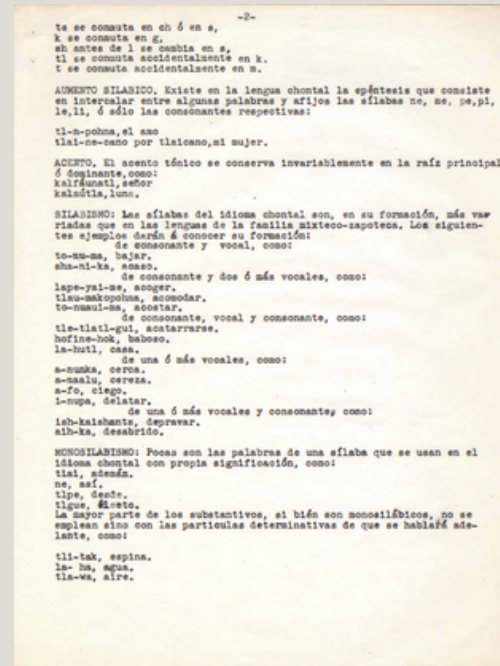 -2-
ts se conmuta en ch ó en s,
k se conmuta en g,
sh antes de l se cambia en s,
tl se conmuta accidentalmente en k.
t se conmuta accidentalmente en m.
AUMENTO SILABICO. Existe en la lengua chontal la epéntesis que consiste
en intercalar entre algunas palabras y afijos las sílabas ne, me, pe,pi,
le,li, ó sólo las consonantes respectivas:
tl-n-pohna,el amo
tlai-ne-cano por tlaicano,mi mujer.
ACENTO. El acento tónico se conserva invariablemente en la raíz principal
ó dominante,como:
kalfáunatl,señor
kalmútla,luna.
SILABISMO: Las sílabas del idioma chontal son, en su formación, más va
riadas que en las lenguas de la familia mixteco-zapoteca. Los siguien-
tes ejemplos darán á conocer su formación:
de consonante y vocal, como:
to-mu-ma, bajar.
sha-ni-ka, acaso.
de consonante y dos ó más vocales, como:
lape-yai-me, acoger.
tlau-makopohma, acomodar.
to-nmaui-ma, acostar.
de consonante, vocal y consonante, como:
tle-tlatl-gui, acatarrarse.
hofine-hok, baboso.
la-hutl, casa.
de una ó más vocales, como:
a-numka, cerca.
a-maalu, cereza.
a-fo, ciego.
i-nupa, delatar.
de una ó más vocales y consonante, como:
ish-kaishants, depravar.
aih-ka, desabrido.
MONOSILABISMO: Pocas son las palabras de una sílaba que se usan en el
idioma chontal con propia significación, como:
tiai, además.
ne, así.
tlpe, desde.
tlgue,
La mayor parte de los substantivos, si bién son monosilábicos, no se
emplean sino con las particulas determinativas de que se hablará ade-
lante, como:
tli-tak, espina.
la- ha, agua.
tla-wa, aire.